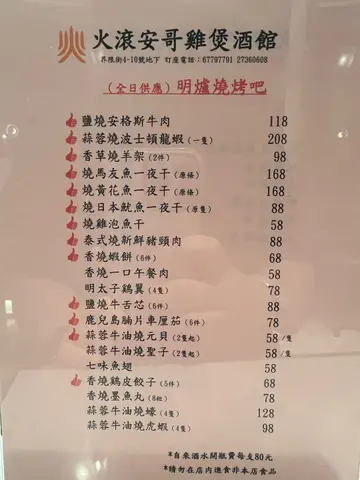 火滾安哥雞煲酒館
界限街4-10號地下 訂座電話：67797791 27360608
(全日供應) 明爐燒烤吧
鹽燒安格斯牛肉 118
蒜蓉燒波士頓龍蝦(一隻) 208
香草燒羊架(2件) 98
燒馬友魚一夜干(原條) 168
燒黃花魚一夜干(原條) 168
燒日本魷魚一夜干(原隻) 88
燒雞泡魚干 58
泰式燒新鮮豬頸肉 88
香燒蝦餅(6件) 68
香燒一口午餐肉 58
明太子鷄翼(4隻) 78
鹽燒牛舌芯(6件) 88
鹿兒島腩片車厘茄(6件) 78
蒜蓉牛油燒元貝(2隻起) 58/隻
蒜蓉牛油燒聖子(2隻起) 58/隻
七味魚翅 58
香燒鷄皮餃子(5件) 68
香燒墨魚丸(8粒) 78
蒜蓉牛油燒蠔(4隻) 128
蒜蓉牛油燒虎蝦(4隻) 98
*自來酒水開瓶費每支80元
*請勿在店內進食非本店食品